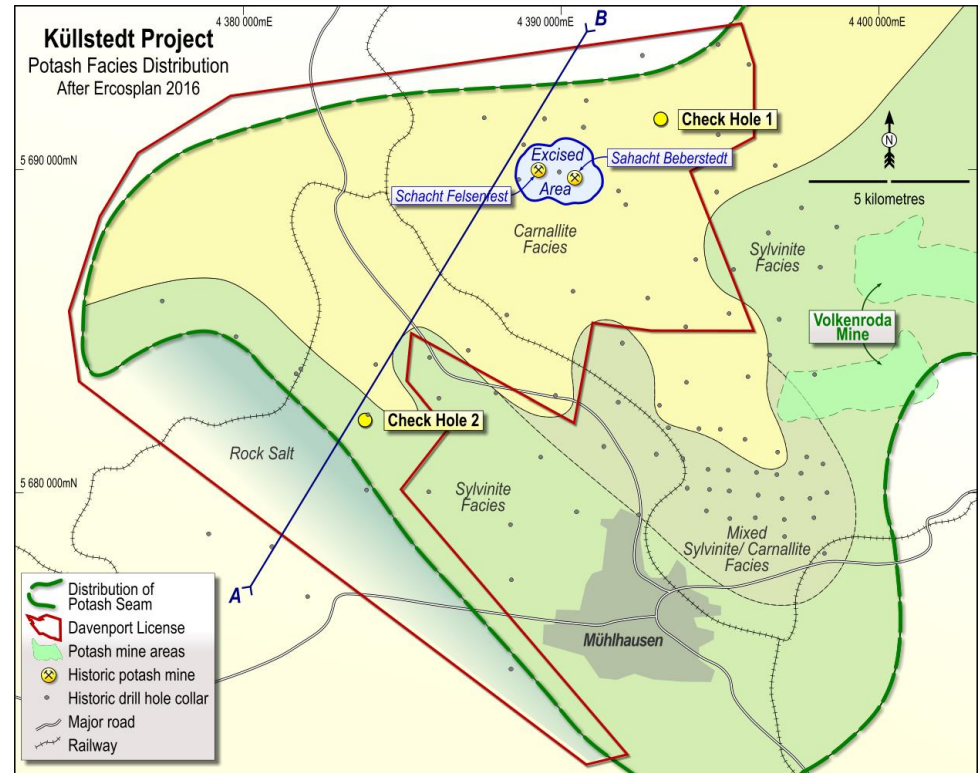 Küllstedt Project
Potash Facies Distribution
After Ercosplan 2016
4 380 000mE
4 390 000mE
4 400 000mE
B
Check Hole 1
N
5 kilometres
5 690 000mN
Excised
Area
Sahacht Beberstedt
Schacht Felsenfest
Carnallite
Facies
Sylvinite
Facies
Volkenroda
Mine
Check Hole 2
Rock Salt
5 680 000mN
Sylvinite
Facies
Mixed
Sylvinite/ Carnallite
Facies
A
Mühlhausen
Distribution of
Potash Seam
Davenport License
Potash mine areas
Historic potash mine
Historic drill hole collar
Major road
Railway